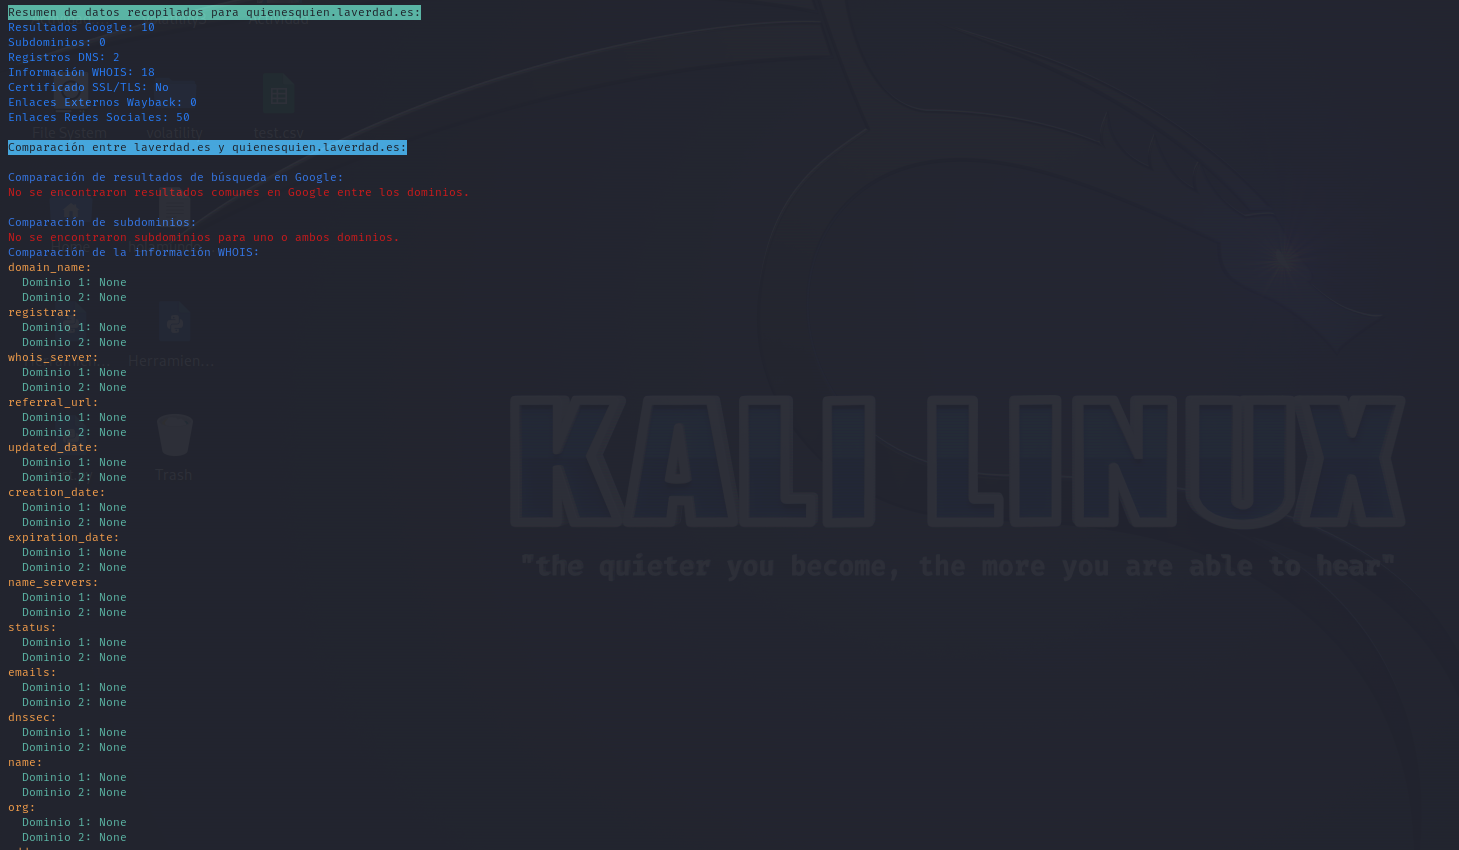 Resumen de datos recopilados para quienesquien.laverdad.es:
Resultados Google: 10
Subdominios: 0
Registros DNS: 2
Información WHOIS: 18
Certificado SSL/TLS: No
Enlaces Externos Wayback: 0
Enlaces Redes Sociales: 50
File System
volatility
test.csv
Comparación entre laverdad.es y quienesquien.laverdad.es:
Comparación de resultados de búsqueda en Google:
No se encontraron resultados comunes en Google entre los dominios.
Comparación de subdominios:
No se encontraron subdominios para uno o ambos dominios.
Comparación de la información WHOIS:
domain_name:
Dominio 1: None
Dominio 2: None
registrar:
Dominio 1: None
Dominio 2: None
whois_server:
Herramien...
Dominio 1: None
Dominio 2: None
referral_url:
Dominio 1: None
Dominio 2: None
updated_date:
Dominio 1: None
Dominio 2: None
Trash
creation_date:
Dominio 1: None
Dominio 2: None
expiration_date:
Dominio 1: None
Dominio 2: None
name_servers:
Dominio 1: None
Dominio 2: None
status:
Dominio 1: None
Dominio 2: None
emails:
Dominio 1: None
Dominio 2: None
dnssec:
Dominio 1: None
Dominio 2: None
name:
Dominio 1: None
Dominio 2: None
org:
Dominio 1: None
Dominio 2: None
KALI LINUX
"the quieter you become, the more you are able to hear"